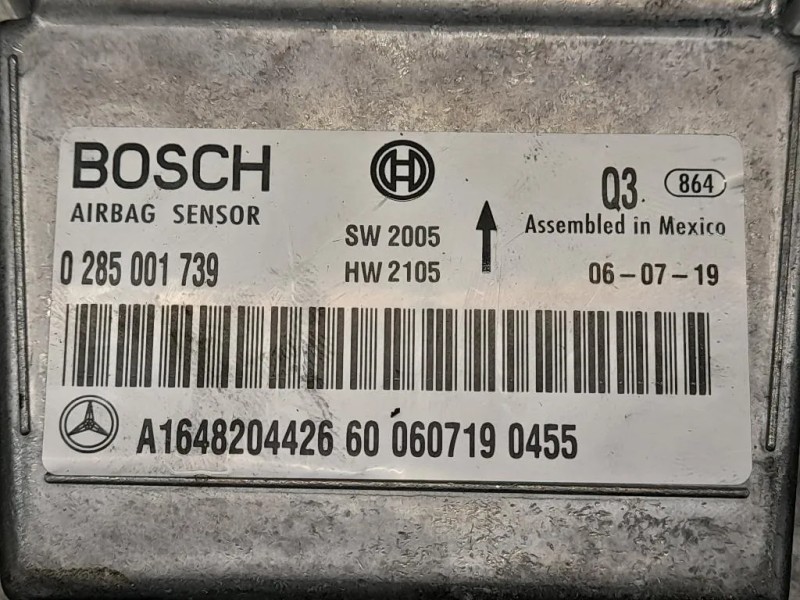 BOSCH
AIRBAG SENSOR
0 285 001 739
SW 2005
HW 2105
Q3 864
Assembled in Mexico
06-07-19
A1648204426 60 060719 0455